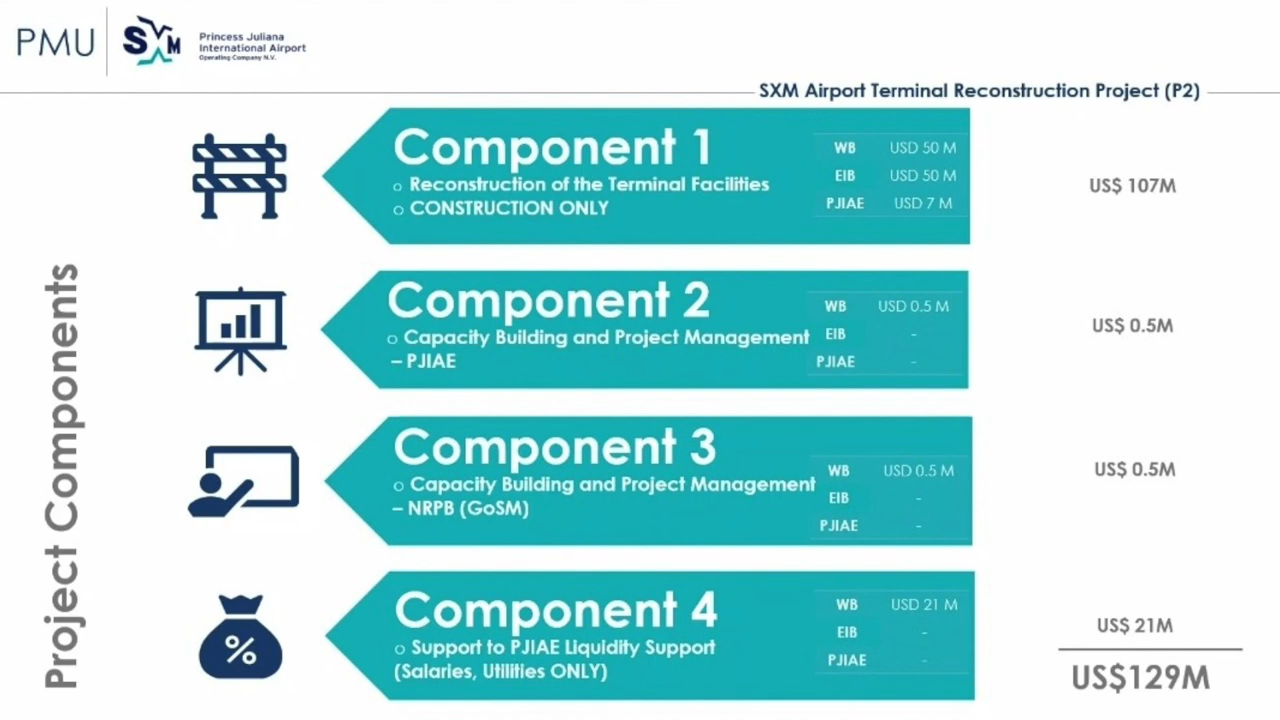 PMU
SXM
Princess Juliana
International Airport
Operating Company N.V.
SXM Airport Terminal Reconstruction Project (P2)
Project Components
Component 1
o Reconstruction of the Terminal Facilities
o CONSTRUCTION ONLY
WB USD 50 M
EIB USD 50 M
PJIAE USD 7 M
US$ 107M
Component 2
o Capacity Building and Project Management
– PJIAE
WB USD 0.5 M
EIB -
PJIAE -
US$ 0.5M
Component 3
o Capacity Building and Project Management
– NRPB (GoSM)
WB USD 0.5 M
EIB -
PJIAE -
US$ 0.5M
%
Component 4
o Support to PJIAE Liquidity Support
(Salaries, Utilities ONLY)
WB USD 21 M
EIB -
PJIAE -
US$ 21M
US$129M